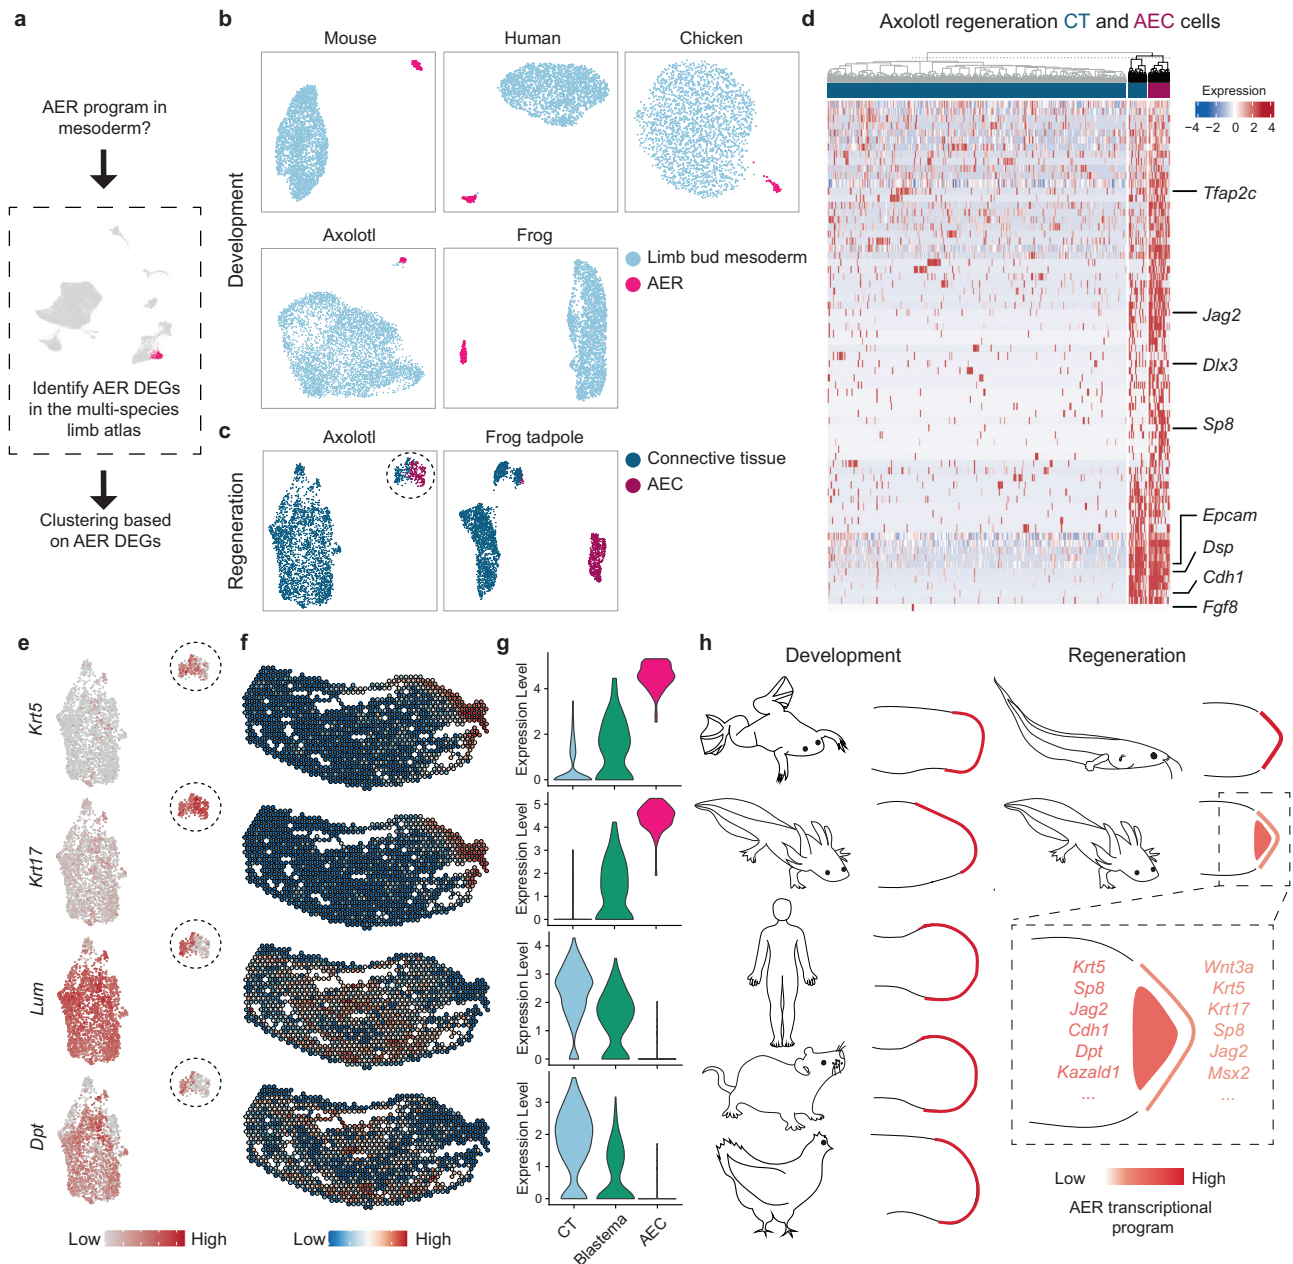 a
AER program in
mesoderm?
Identify AER DEGs
in the multi-species
limb atlas
Clustering based
on AER DEGs
b
Development
Mouse
Human
Chicken
Axolotl
Frog
Limb bud mesoderm
AER
c
Regeneration
Axolotl
Frog tadpole
Connective tissue
AEC
d
Axolotl regeneration CT and AEC cells
Expression
−4 −2 0 2 4
Tfap2c
Jag2
Dlx3
Sp8
Epcam
Dsp
Cdh1
Fgf8
e
Krt5
Krt17
Lum
Dpt
Low High
f
Low High
g
Expression Level
4
2
0
Expression Level
5
4
3
2
1
0
Expression Level
4
3
2
1
0
Expression Level
3
2
1
0
CT
Blastema
AEC
h
Development
Regeneration
Krt5
Sp8
Jag2
Cdh1
Dpt
Kazald1
...
Wnt3a
Krt5
Krt17
Sp8
Jag2
Msx2
...
Low High
AER transcriptional
program